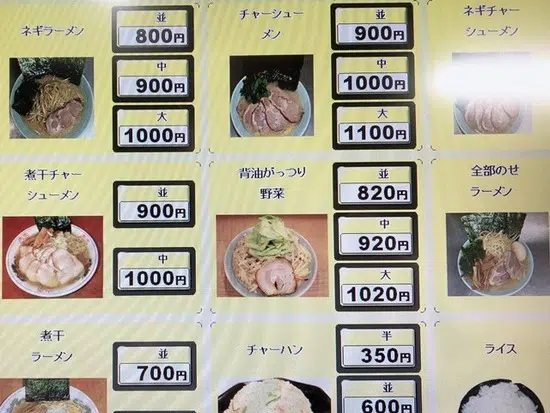 ネギラーメン
並
800円
中
900円
大
1000円
チャーシュー
メン
並
900円
中
1000円
大
1100円
ネギチャー
シューメン
煮干チャー
シューメン
並
900円
中
1000円
背油がっつり
野菜
並
820円
中
920円
大
1020円
全部のせ
ラーメン
煮干
ラーメン
並
700円
チャーハン
半
350円
並
600円
ライス